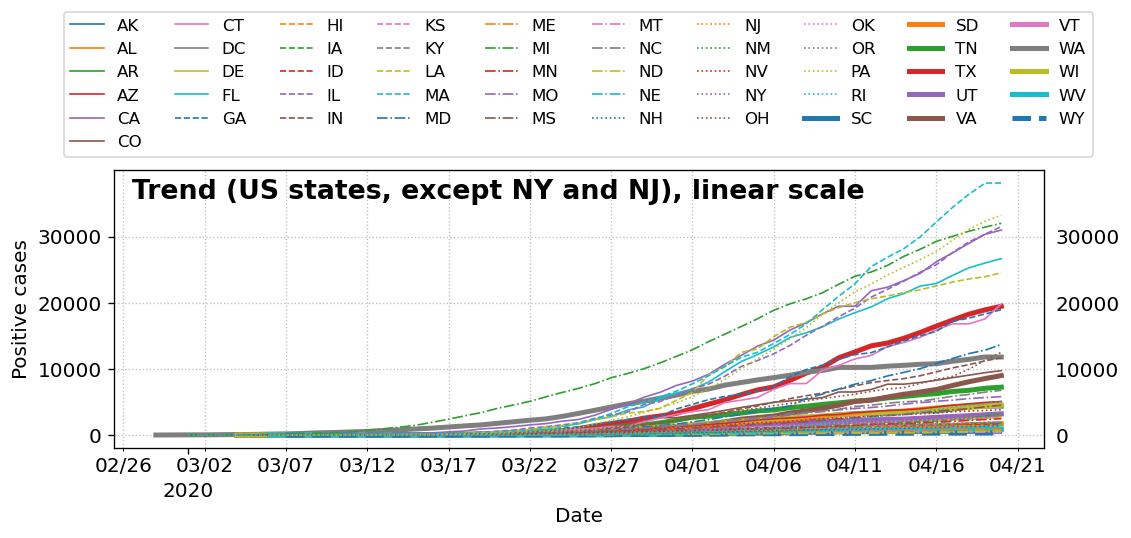 AK CT HI KS ME MT NJ OK SD VT
AL DC IA KY MI NC NM OR TN WA
AR DE ID LA MN ND NV PA TX WI
AZ FL IL MA MO NE NY RI UT WV
CA GA IN MD MS NH OH SC VA WY
CO
Trend (US states, except NY and NJ), linear scale
30000 30000
20000 20000
10000 10000
0 0
Positive cases
02/26 03/02 03/07 03/12 03/17 03/22 03/27 04/01 04/06 04/11 04/16 04/21
2020
Date